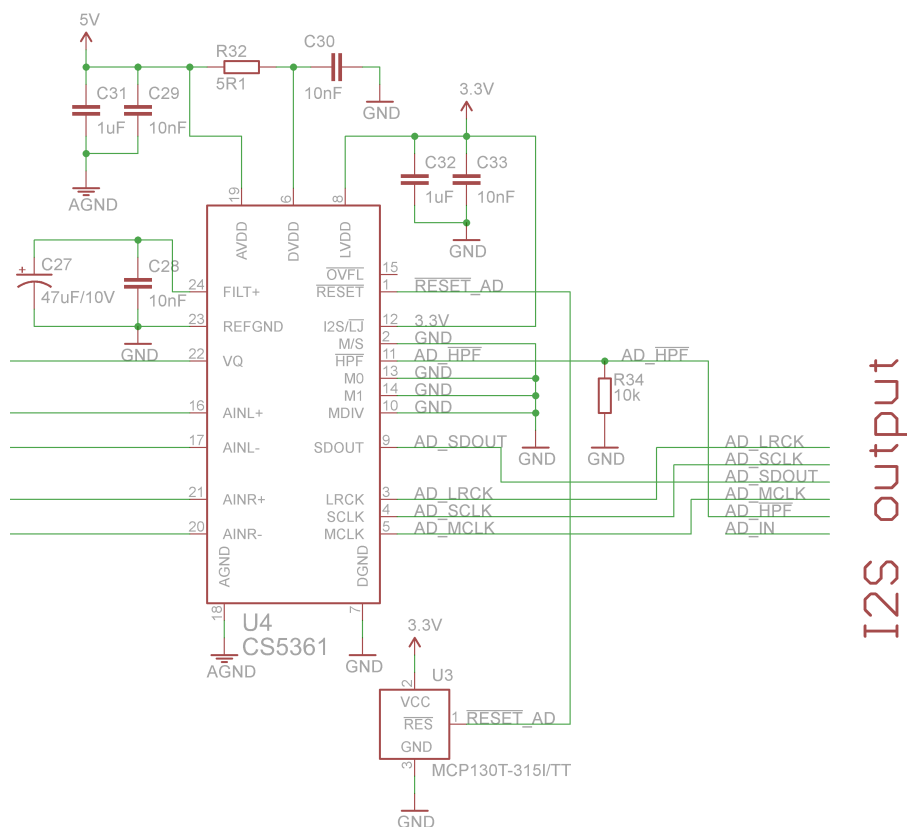 5V
R32
5R1
C30
10nF
GND
C31
1uF
C29
10nF
AGND
3.3V
C32
1uF
C33
10nF
GND
19
6
8
AVDD
DVDD
LVDD
C27
47uF/10V
C28
10nF
GND
24 FILT+
23 REFGND
22 VQ
16 AINL+
17 AINL-
21 AINR+
20 AINR-
OVFL 15
RESET 1 RESET_AD
I2S/LJ 12 3.3V
M/S 2 GND
HPF 11 AD_HPF
M0 13 GND
M1 14 GND
MDIV 10 GND
SDOUT 9 AD_SDOUT
LRCK 3 AD_LRCK
SCLK 4 AD_SCLK
MCLK 5 AD_MCLK
AD_HPF
R34
10k
GND
GND
AD_LRCK
AD_SCLK
AD_SDOUT
AD_MCLK
AD_HPF
AD_IN
I2S output
AGND
DGND
18
7
U4
CS5361
AGND
GND
3.3V
U3
2
VCC
RES 1 RESET_AD
GND
3
MCP130T-315I/TT
GND